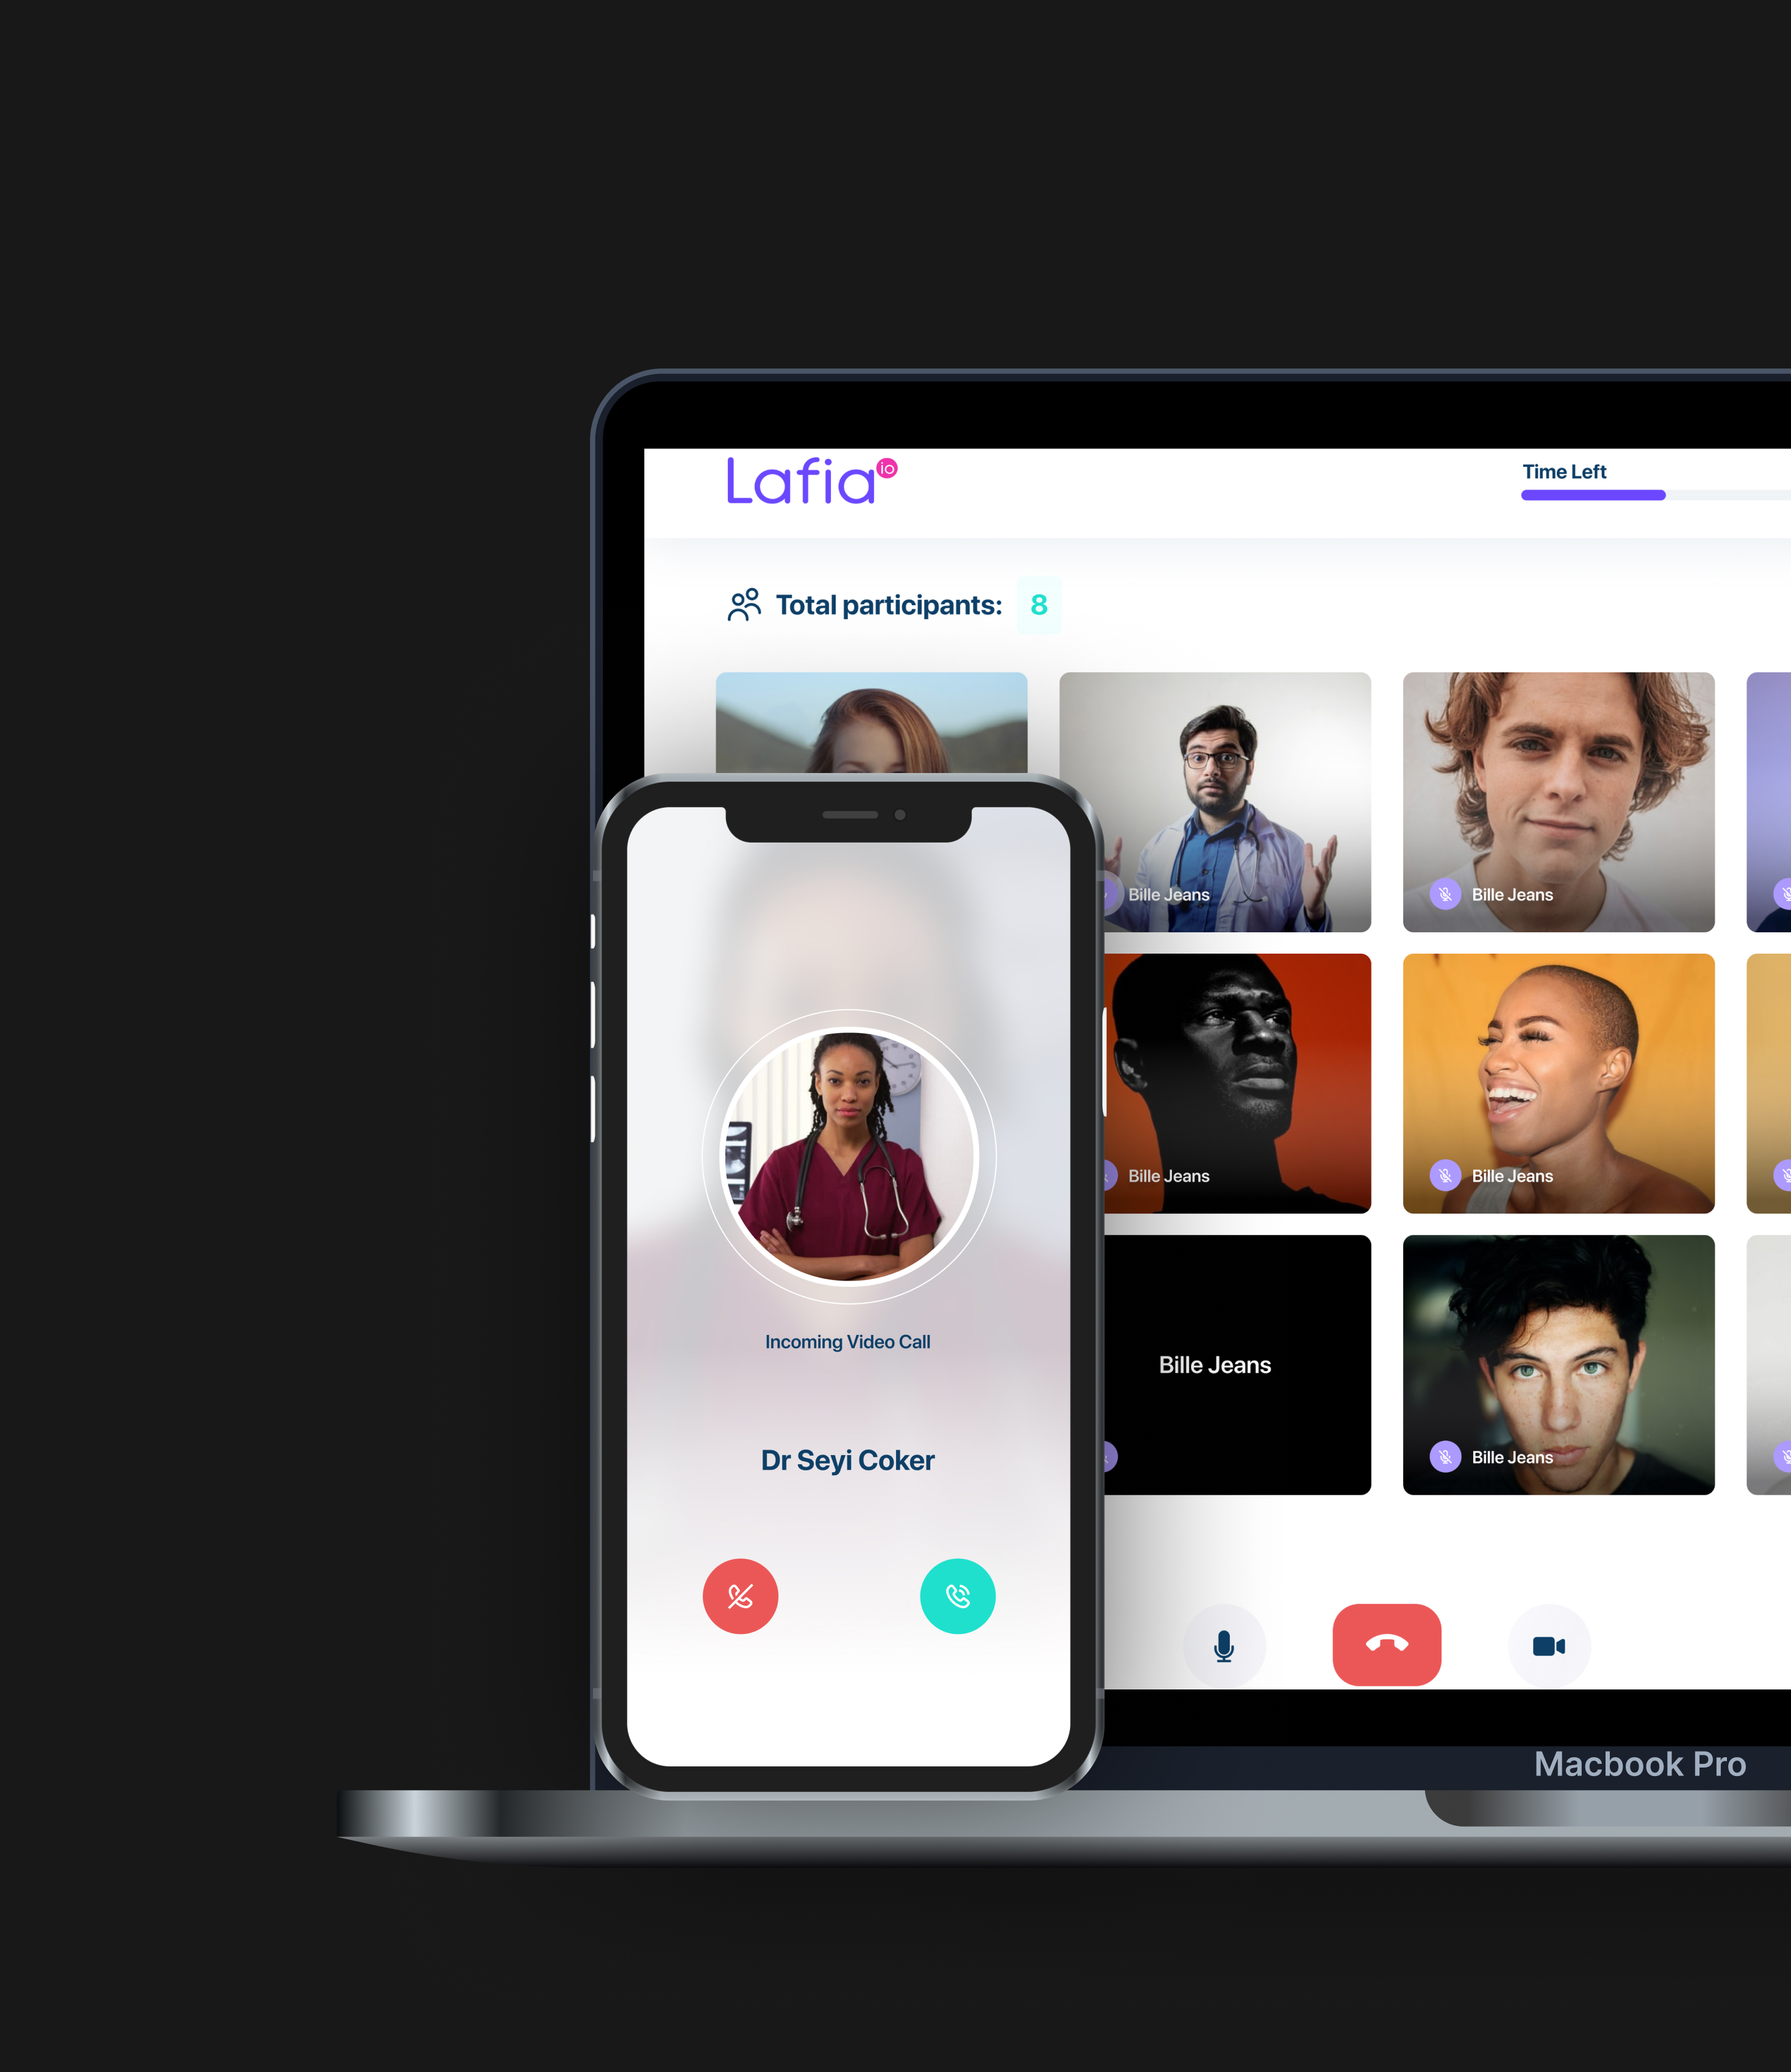 Lafia io
Time Left
Total participants: 8
Bille Jeans
Bille Jeans
Bille Jeans
Bille Jeans
Bille Jeans
Bille Jeans
Incoming Video Call
Dr Seyi Coker
Macbook Pro